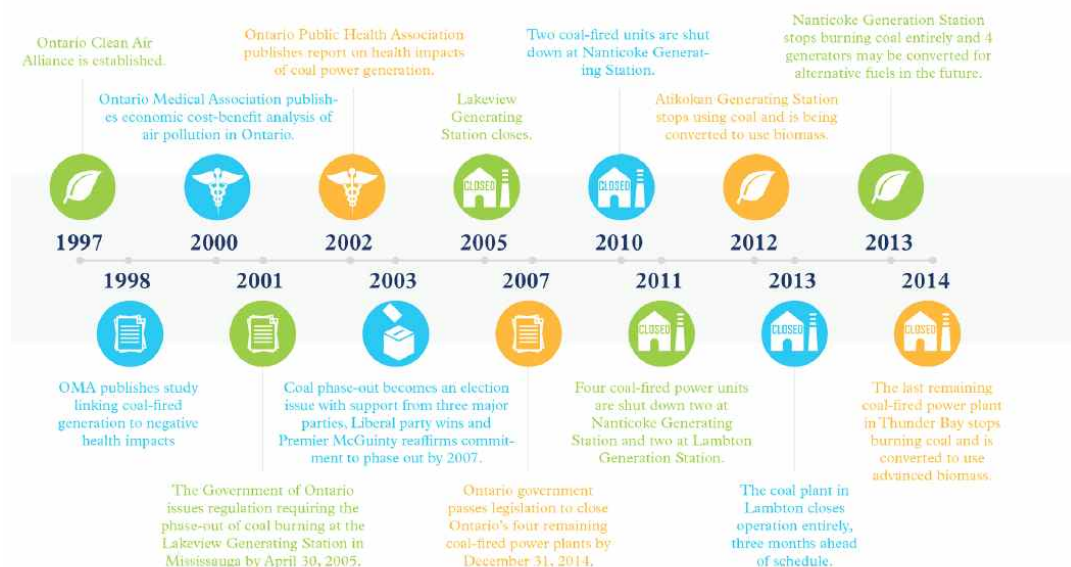 Ontario Clean Air
Alliance is established.
Ontario Medical Association publish-
es economic cost-benefit analysis of
air pollution in Ontario.
Ontario Public Health Association
publishes report on health impacts
of coal power generation.
Lakeview
Generating
Station closes.
Two coal-fired units are shut
down at Nanticoke Generat-
ing Station.
Atikokan Generating Station
stops using coal and is being
converted to use biomass.
Nanticoke Generation Station
stops burning coal entirely and 4
generators may be converted for
alternative fuels in the future.
CLOSED
CLOSED
1997
2000
2002
2005
2010
2012
2013
1998
2001
2003
2007
2011
2013
2014
CLOSED
CLOSED
CLOSED
OMA publishes study
linking coal-fired
generation to negative
health impacts
The Government of Ontario
issues regulation requiring the
phase-out of coal burning at the
Lakeview Generating Station in
Mississauga by April 30, 2005.
Coal phase-out becomes an election
issue with support from three major
parties, Liberal party wins and
Premier McGuinty reaffirms commit-
ment to phase out by 2007.
Ontario government
passes legislation to close
Ontario's four remaining
coal-fired power plants by
December 31, 2014.
Four coal-fired power units
are shut down two at
Nanticoke Generating
Station and two at Lambton
Generation Station.
The coal plant in
Lambton closes
operation entirely,
three months ahead
of schedule.
The last remaining
coal-fired power plant
in Thunder Bay stops
burning coal and is
converted to use
advanced biomass.